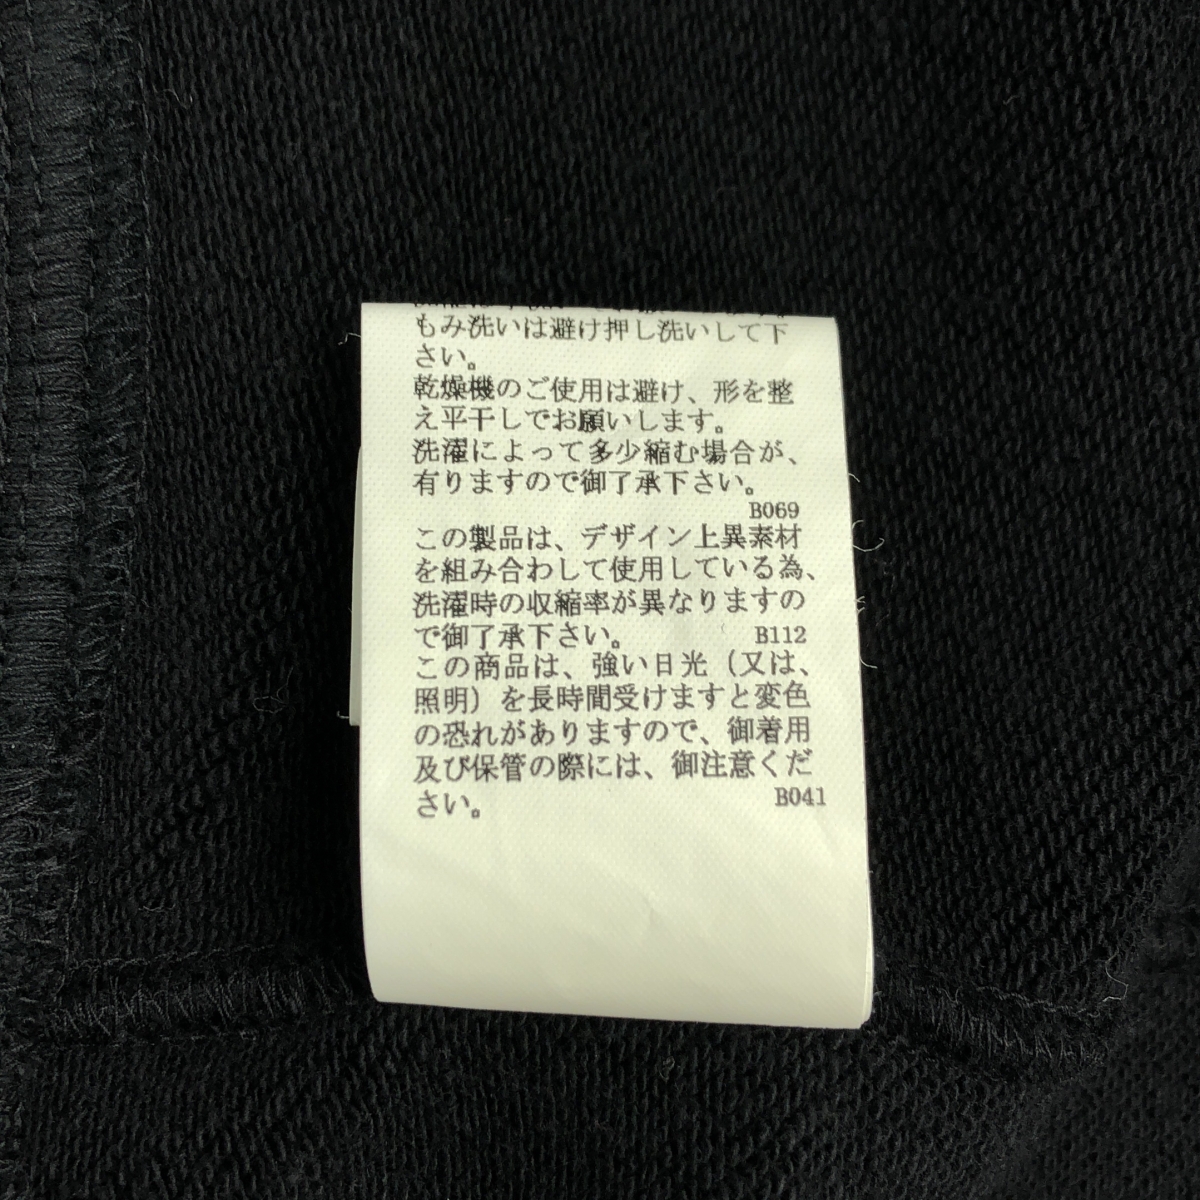 もみ洗いは避け押し洗いして下
さい。
乾燥機のご使用は避け、形を整
え平干しでお願いします。
洗濯によって多少縮む場合が、
有りますので御了承下さい。
B069
この製品は、デザイン上異素材
を組み合わして使用している為、
洗濯時の収縮率が異なりますの
で御了承下さい。 B112
この商品は、強い日光（又は、
照明）を長時間受けますと変色
の恐れがありますので、御着用
及び保管の際には、御注意くだ
さい。 B041